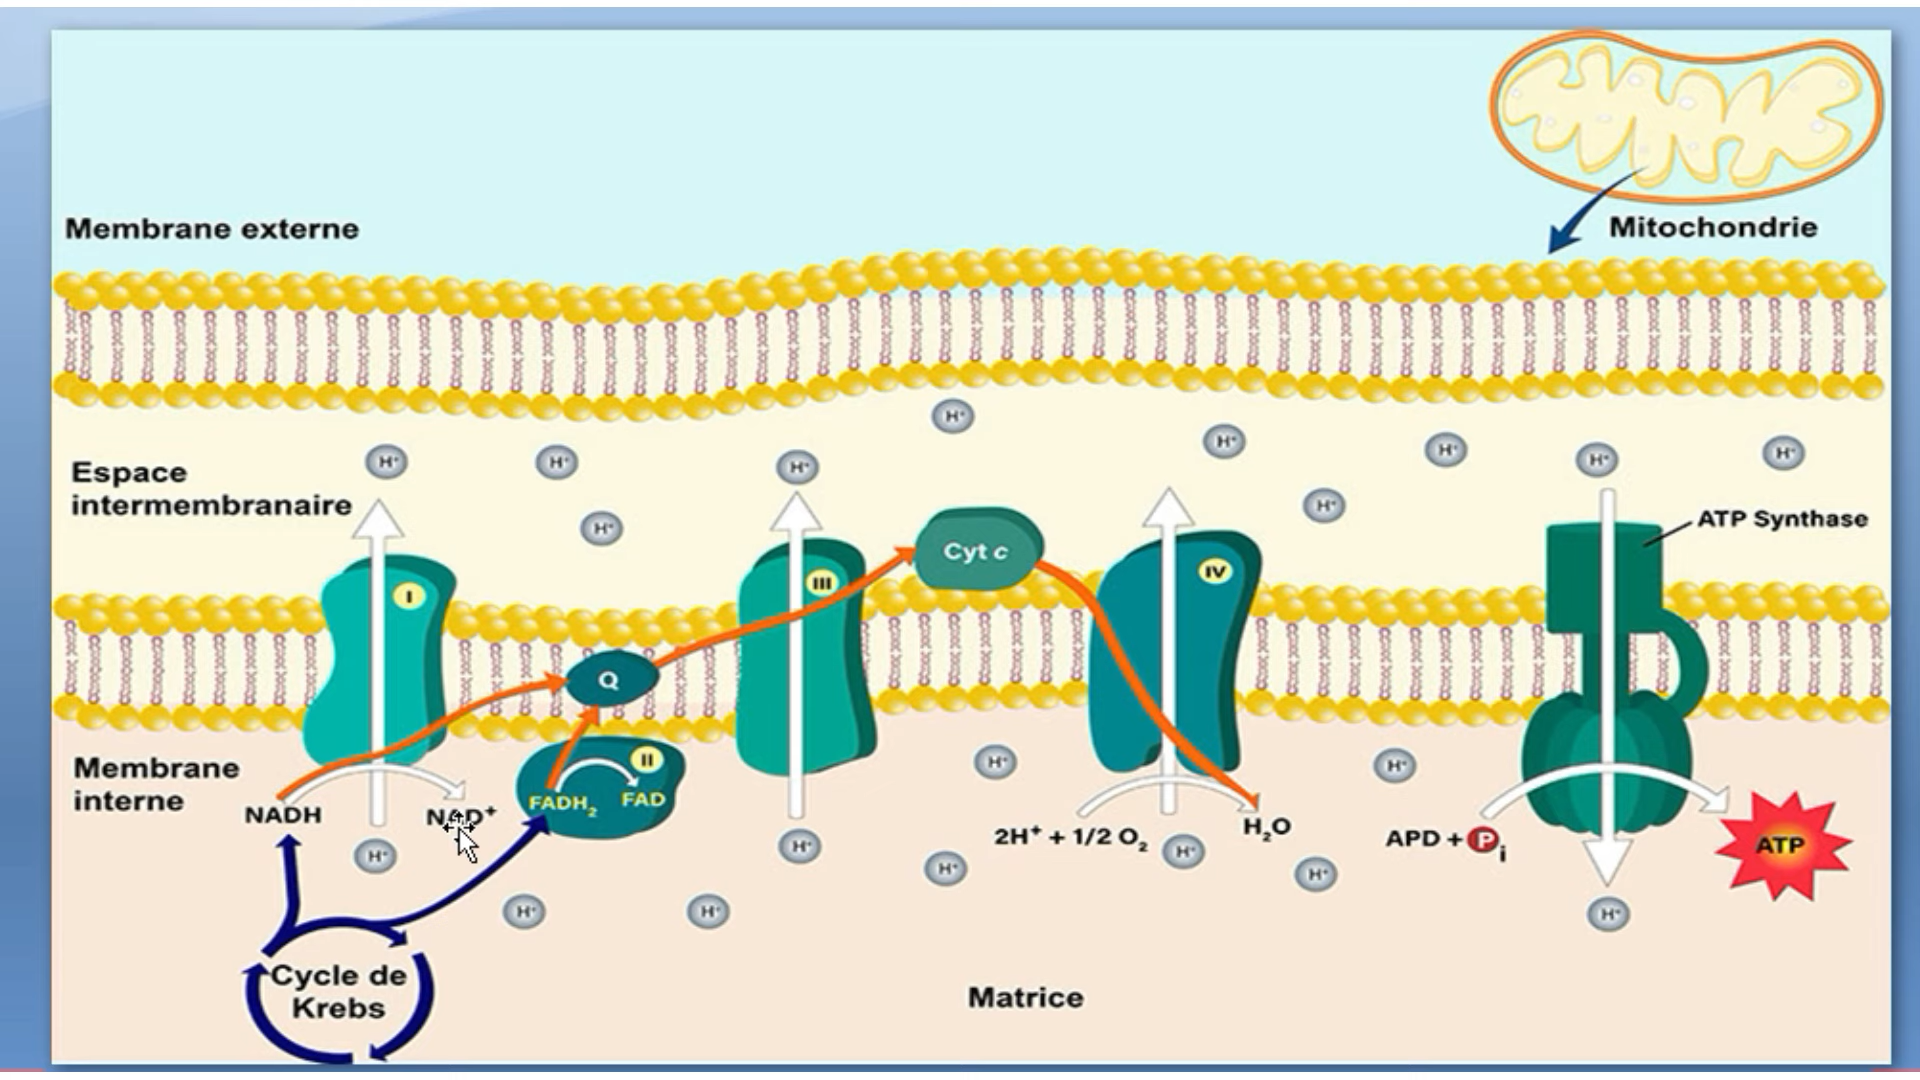 Membrane externe
Mitochondrie
H⁺
H⁺
H⁺
H⁺
H⁺
H⁺
H⁺
H⁺
Espace
intermembranaire
H⁺
H⁺
ATP Synthase
Cyt c
I
III
IV
Q
Membrane
interne
II
H⁺
H⁺
FADH₂
FAD
NADH
NAD⁺
2H⁺ + 1/2 O₂
H₂O
APD + Pi
ATP
H⁺
H⁺
H⁺
H⁺
H⁺
H⁺
H⁺
H⁺
Cycle de
Krebs
Matrice